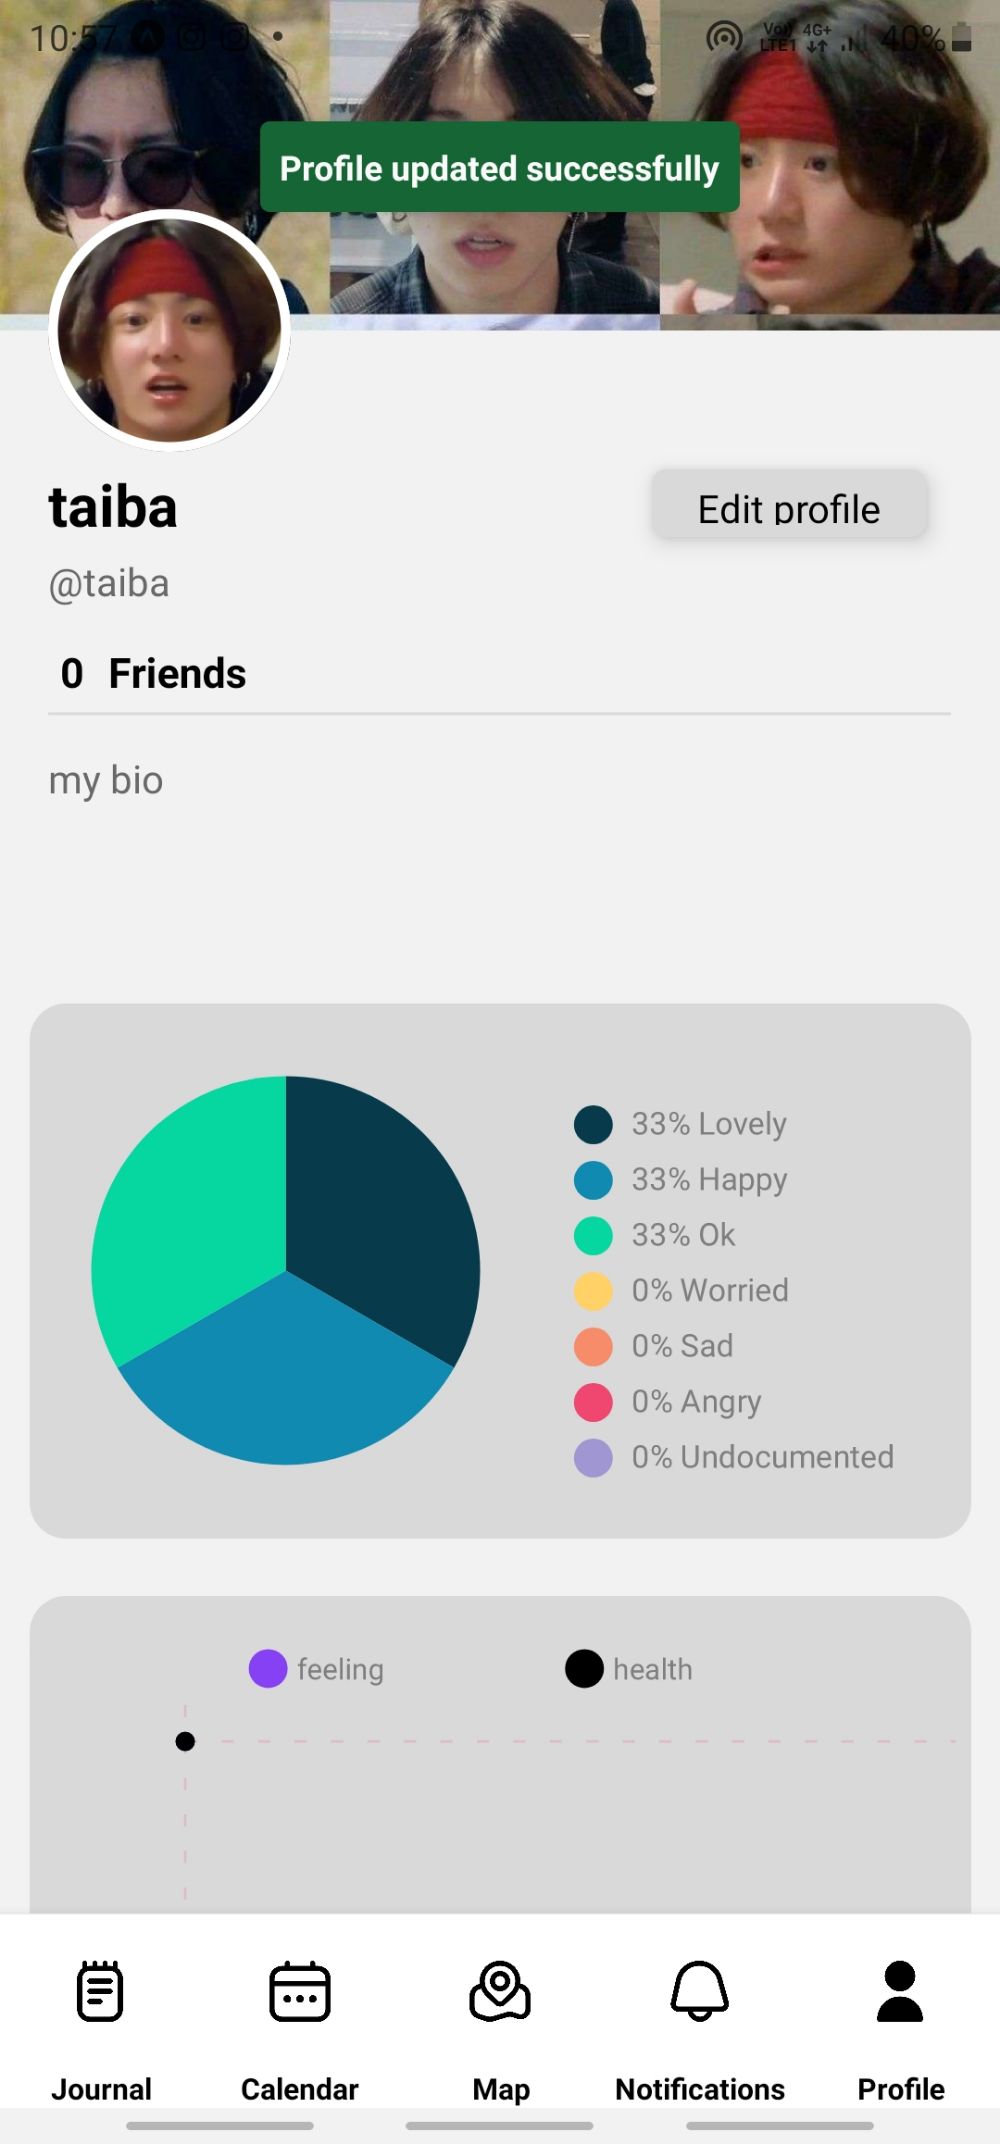 10:57
Vo))
LTE1
4G+
40%
Profile updated successfully
taiba
Edit profile
@taiba
0 Friends
my bio
33% Lovely
33% Happy
33% Ok
0% Worried
0% Sad
0% Angry
0% Undocumented
feeling
health
Journal
Calendar
Map
Notifications
Profile